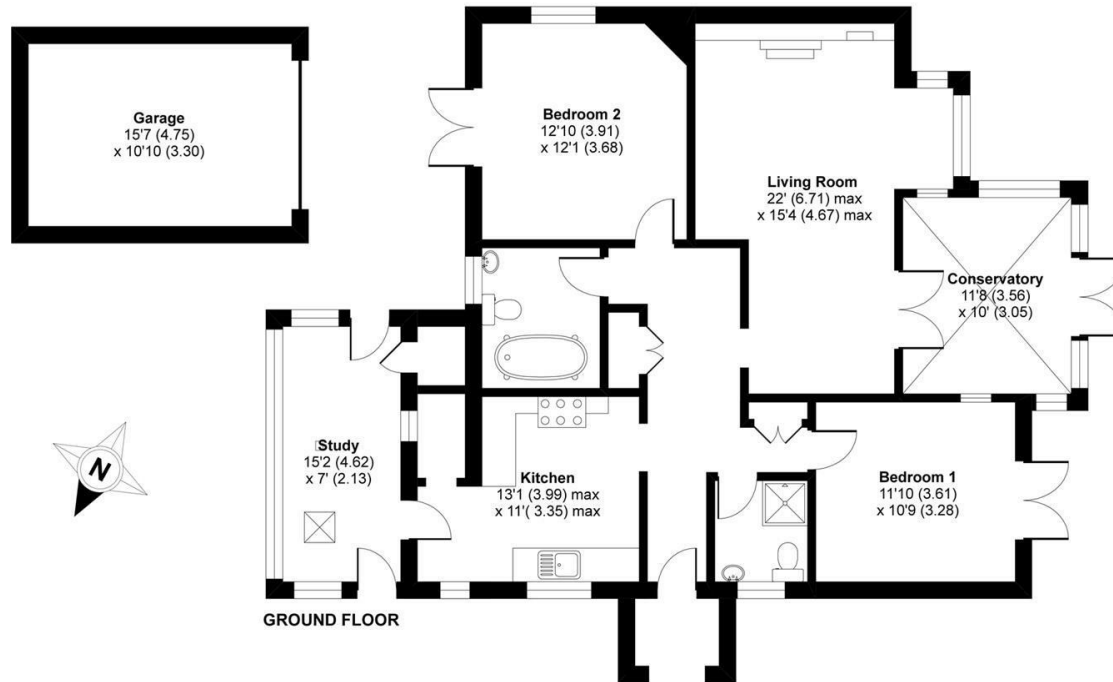 Garage
15'7 (4.75)
x 10'10 (3.30)
Bedroom 2
12'10 (3.91)
x 12'1 (3.68)
Living Room
22' (6.71) max
x 15'4 (4.67) max
Conservatory
11'8 (3.56)
x 10' (3.05)
Study
15'2 (4.62)
x 7' (2.13)
Kitchen
13'1 (3.99) max
x 11'( 3.35) max
Bedroom 1
11'10 (3.61)
x 10'9 (3.28)
N
GROUND FLOOR